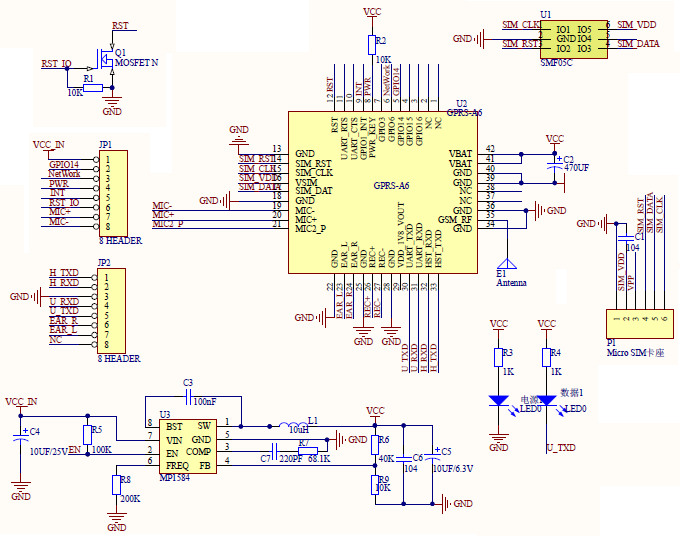 RST
Q1
MOSFET N
RST_IO
R1
10K
GND
VCC
R2
10K
RST
INT
PWR
NetWork
GPIO14
12
11
10
9
8
7
6
5
4
3
2
1
U2
GPRS-A6
RST
UART_RTS
UART_CTS
GPIO1_INT
PWR_KEY
GPIO3
GPIO6
GPIO14
GPIO15
GPIO16
NC
NC
GPRS-A6
GND
SIM_RST
SIM_CLK
VSIM
SIM_DAT
GND
MIC-
MIC+
MIC2_P
13
14
15
16
17
18
19
20
21
GND
SIM_RST
SIM_CLK
SIM_VDD
SIM_DATA
GND
MIC-
MIC+
MIC2_P
VBAT
VBAT
GND
GND
NC
NC
GND
GSM_RF
GND
42
41
40
39
38
37
36
35
34
VCC
C2
470UF
GND
GND
E1
Antenna
GND
EAR_L
EAR_R
GND
REC+
REC-
GND
VDD_1V8_VOUT
UART_TXD
UART_RXD
HST_RXD
HST_TXD
22
23
24
25
26
27
28
29
30
31
32
33
EAR_L
EAR_R
REC+
REC-
GND
GND
GND
U_TXD
U_RXD
H_RXD
H_TXD
U1
SIM_CLK
1
IO1
IO5
6
SIM_VDD
GND
2
GND
IO4
5
SIM_RST
3
IO2
IO3
4
SIM_DATA
SMF05C
VCC_IN
JP1
GPIO14
NetWork
PWR
INT
RST_IO
MIC+
MIC-
1
2
3
4
5
6
7
8
8 HEADER
JP2
H_TXD
H_RXD
GND
U_RXD
U_TXD
EAR_R
EAR_L
NC
1
2
3
4
5
6
7
8
8 HEADER
GND
C1
104
SIM_RST
SIM_DATA
SIM_CLK
SIM_VDD
VPP
1
2
3
4
5
6
P1
Micro SIM卡座
VCC
VCC
R3
1K
R4
1K
电源1
LED0
数据1
LED0
GND
U_TXD
C3
100nF
VCC_IN
C4
10UF/25V
GND
R5
100K
EN
R8
200K
GND
U3
8
7
2
6
BST
VIN
EN
FREQ
SW
GND
COMP
FB
1
5
3
4
MP1584
L1
10uH
VCC
GND
C7
220PF
R7
68.1K
R6
40K
R9
10K
C6
104
C5
10UF/6.3V
GND